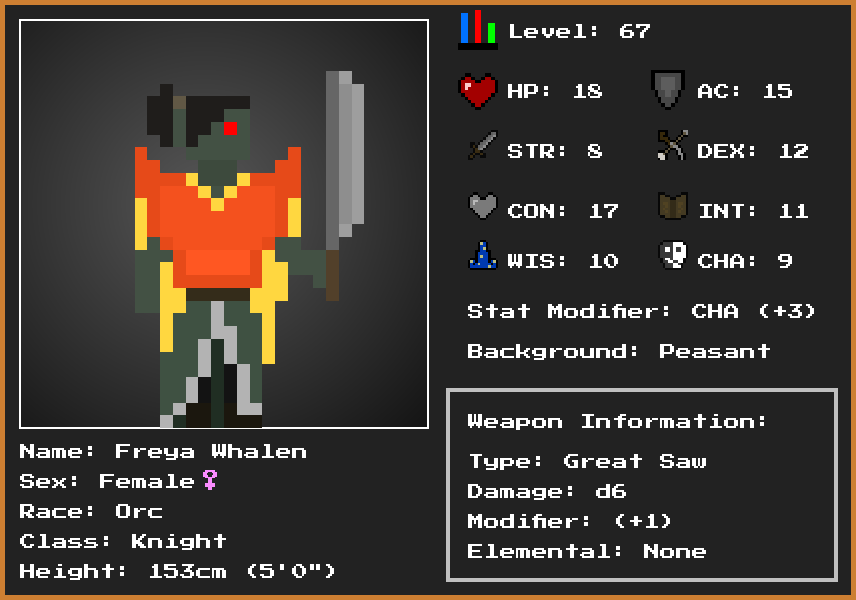 Level: 67
HP: 18
AC: 15
STR: 8
DEX: 12
CON: 17
INT: 11
WIS: 10
CHA: 9
Stat Modifier: CHA (+3)
Background: Peasant
Weapon Information:
Type: Great Saw
Damage: d6
Modifier: (+1)
Elemental: None
Name: Freya Whalen
Sex: Female♀
Race: Orc
Class: Knight
Height: 153cm (5'0")